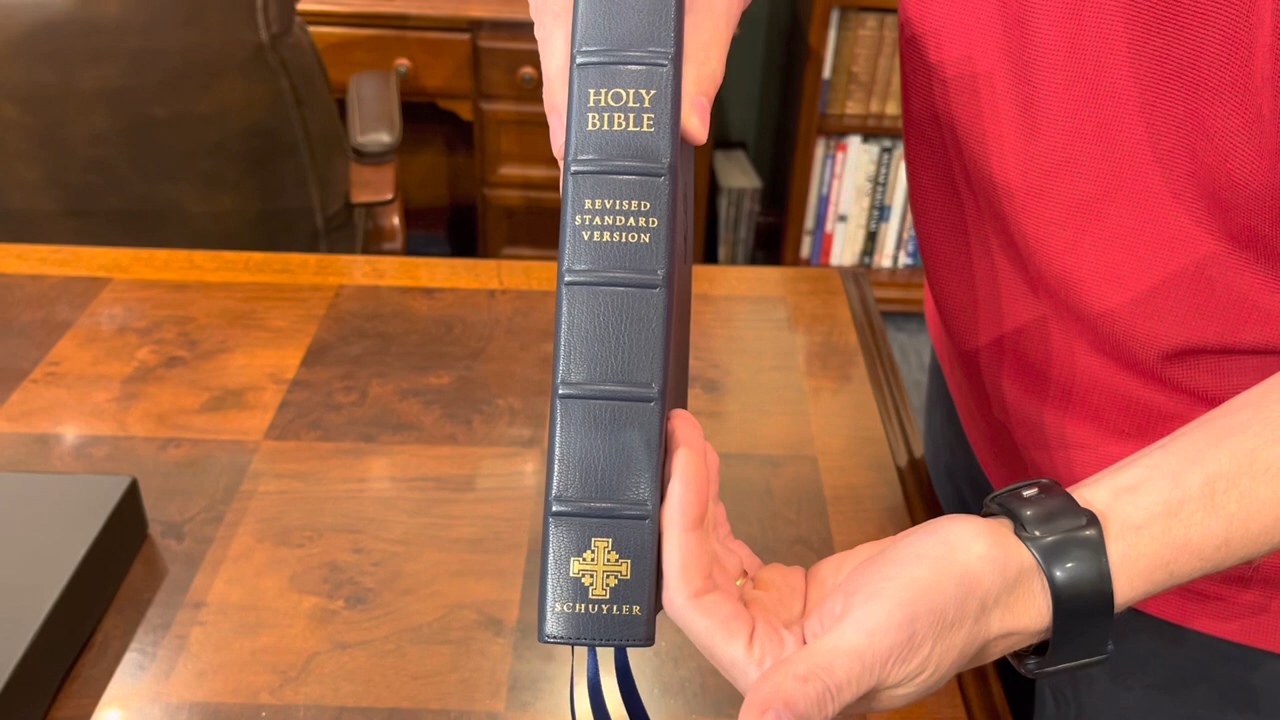 HOLY
BIBLE
REVISED
STANDARD
VERSION
SCHUYLER